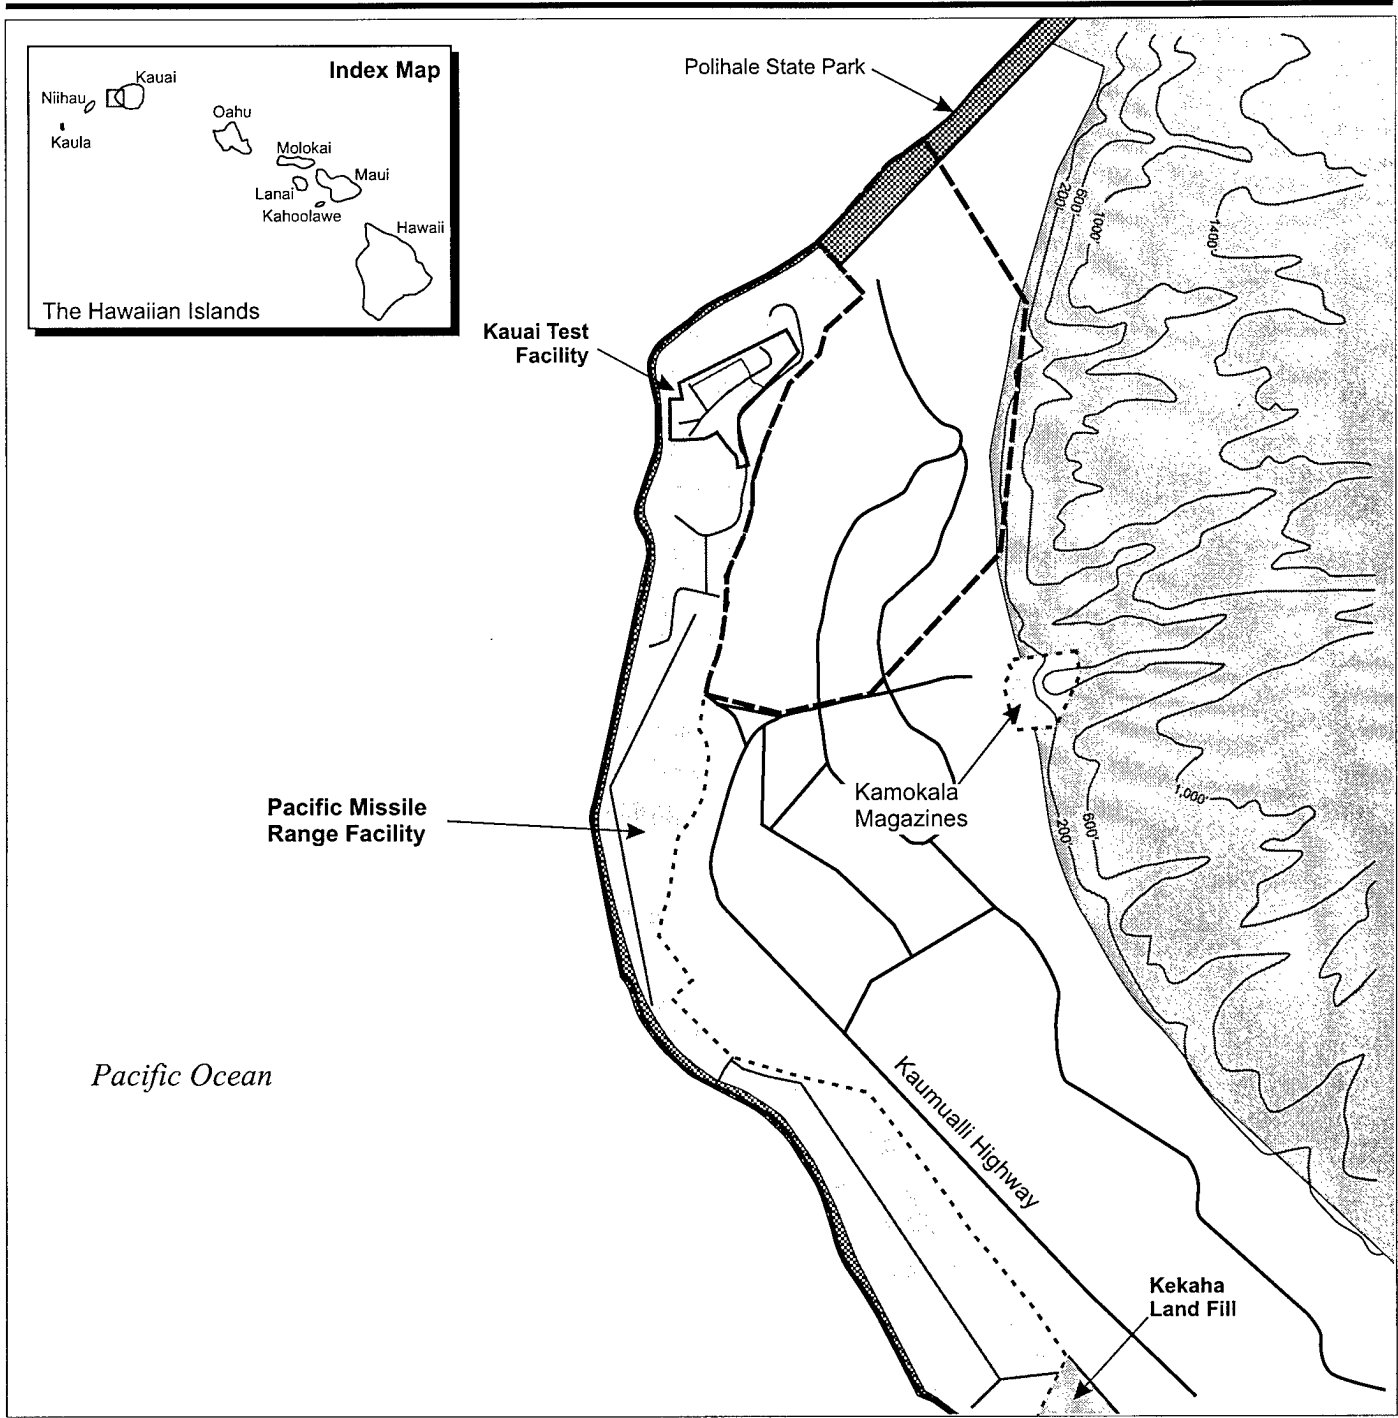 Index Map
Kauai
Niihau
Kaula
Oahu
Molokai
Maui
Lanai
Kahoolawe
Hawaii
The Hawaiian Islands
Polihale State Park
200'
600'
1000'
1400'
Kauai Test
Facility
Pacific Missile
Range Facility
Kamokala
Magazines
1,000'
200'
600'
Pacific Ocean
Kaumualli Highway
Kekaha
Land Fill